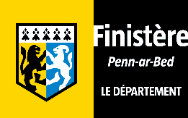 Finistère
Penn-ar-Bed
LE DÉPARTEMENT